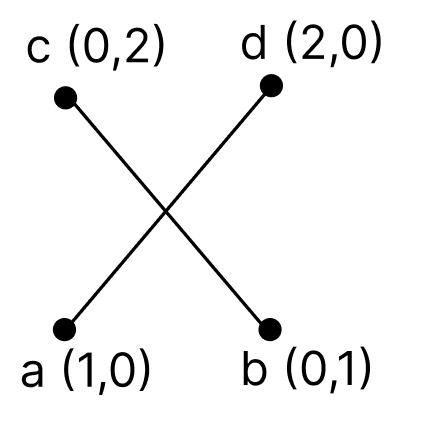 c (0,2)
d (2,0)
a (1,0)
b (0,1)